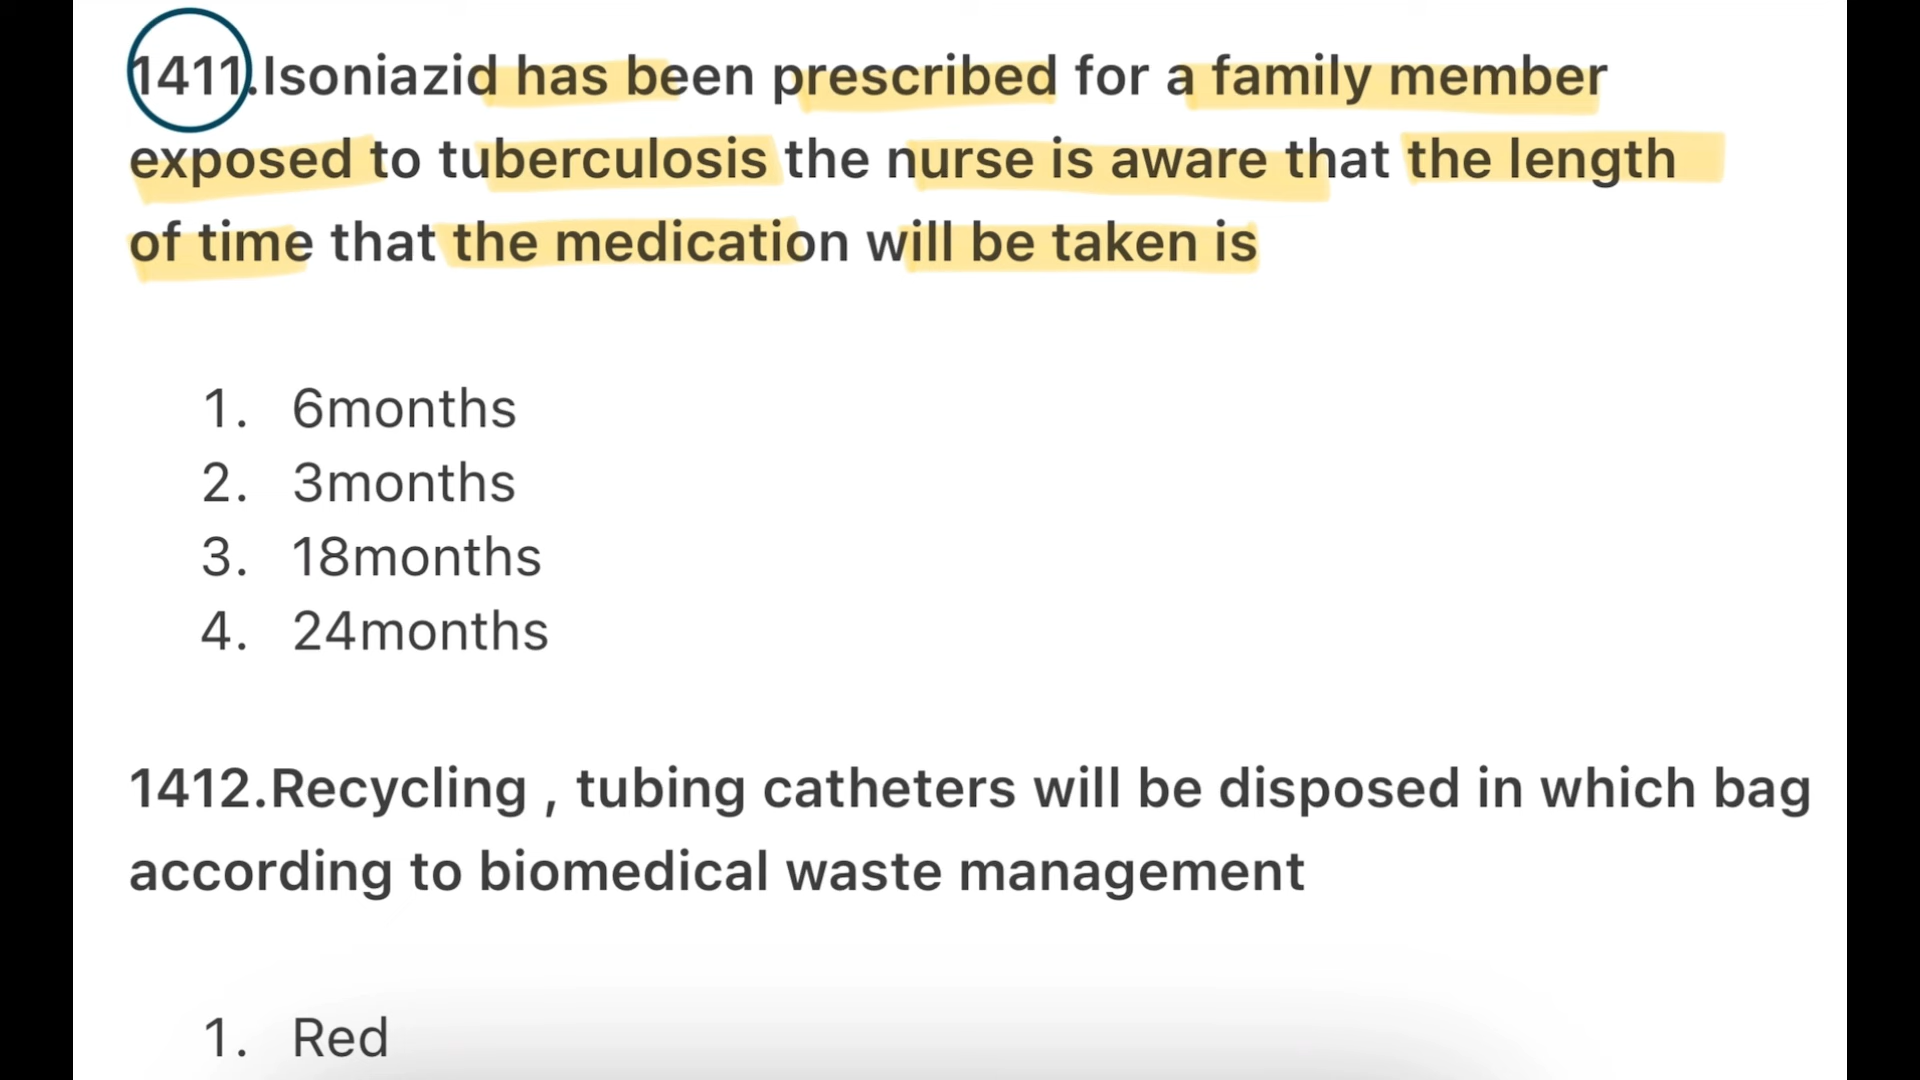 1411.Isoniazid has been prescribed for a family member
exposed to tuberculosis the nurse is aware that the length
of time that the medication will be taken is
1. 6months
2. 3months
3. 18months
4. 24months
1412.Recycling , tubing catheters will be disposed in which bag
according to biomedical waste management
1. Red